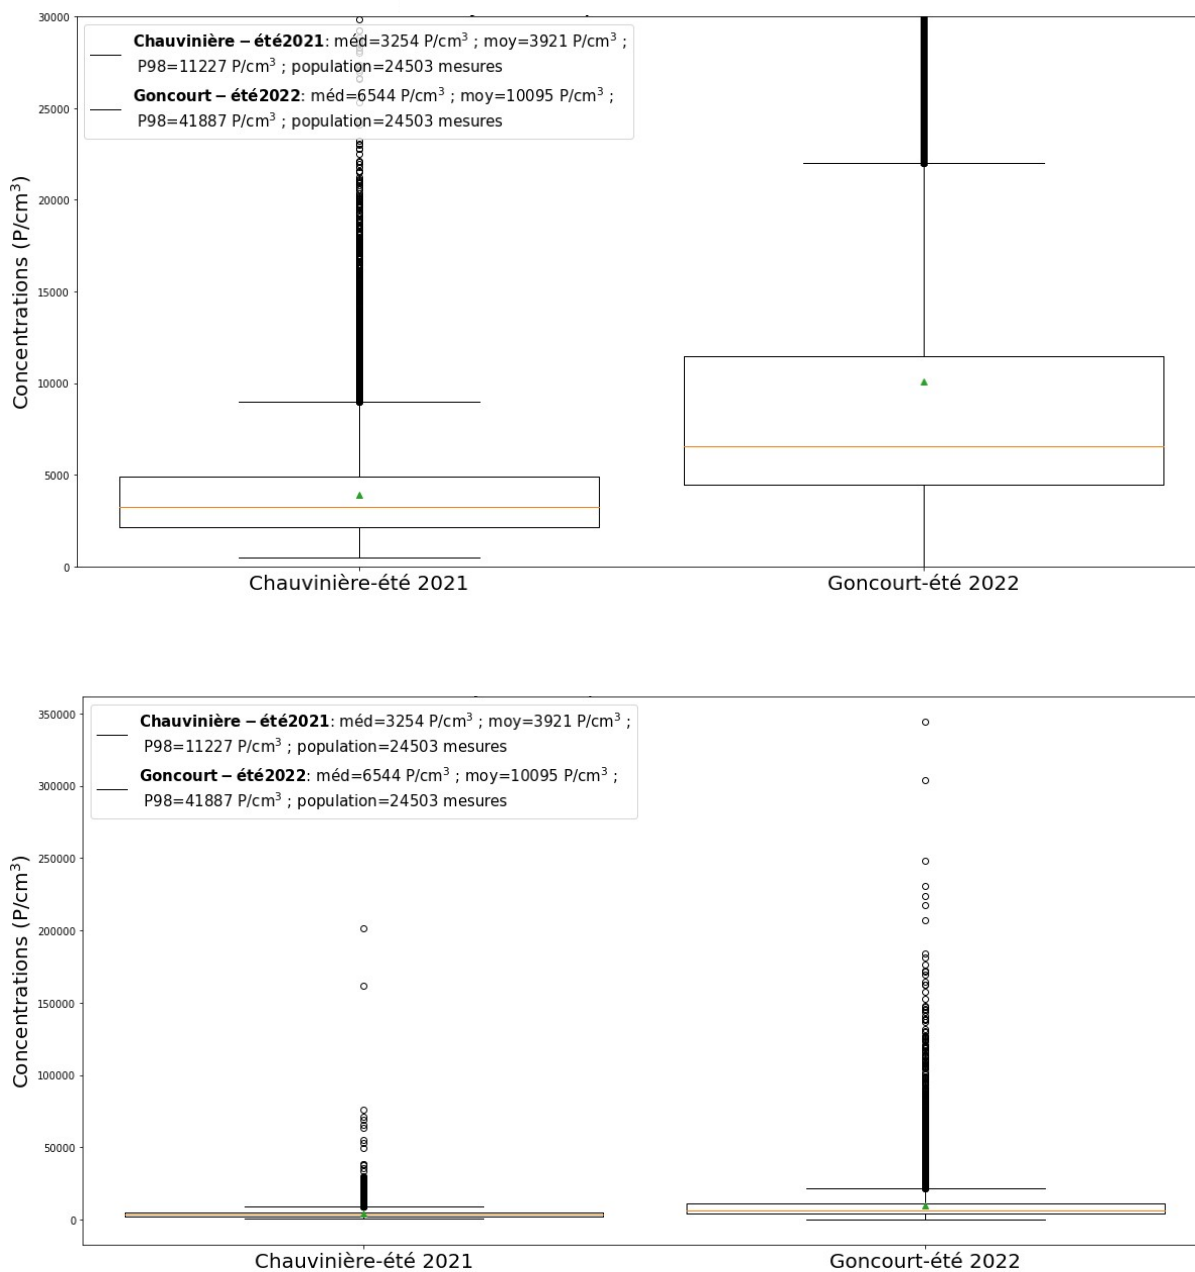 30000
Chauvinière – été2021: méd=3254 P/cm³ ; moy=3921 P/cm³ ;
P98=11227 P/cm³ ; population=24503 mesures
Goncourt – été2022: méd=6544 P/cm³ ; moy=10095 P/cm³ ;
P98=41887 P/cm³ ; population=24503 mesures
25000
20000
15000
10000
5000
0
Concentrations (P/cm³)
Chauvinière-été 2021
Goncourt-été 2022
350000
Chauvinière – été2021: méd=3254 P/cm³ ; moy=3921 P/cm³ ;
P98=11227 P/cm³ ; population=24503 mesures
Goncourt – été2022: méd=6544 P/cm³ ; moy=10095 P/cm³ ;
P98=41887 P/cm³ ; population=24503 mesures
300000
250000
200000
150000
100000
50000
0
Concentrations (P/cm³)
Chauvinière-été 2021
Goncourt-été 2022